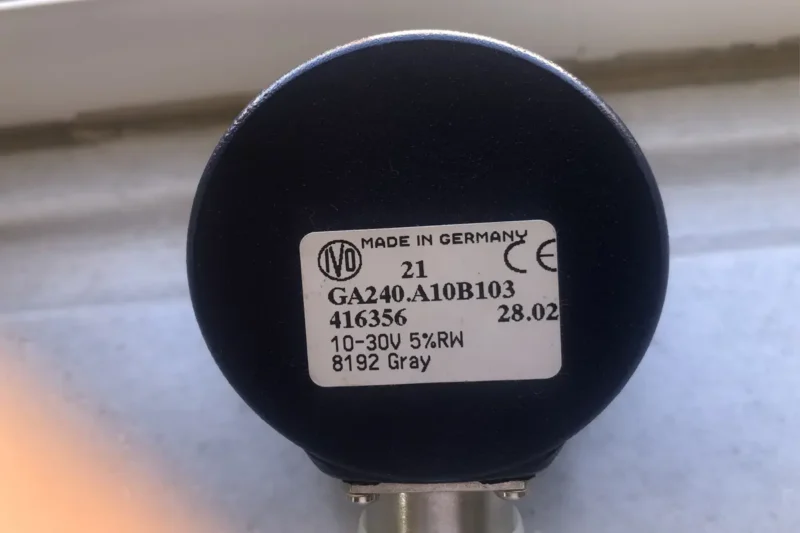 IVO MADE IN GERMANY CE
21
GA240.A10B103
416356 28.02
10-30V 5%RW
8192 Gray